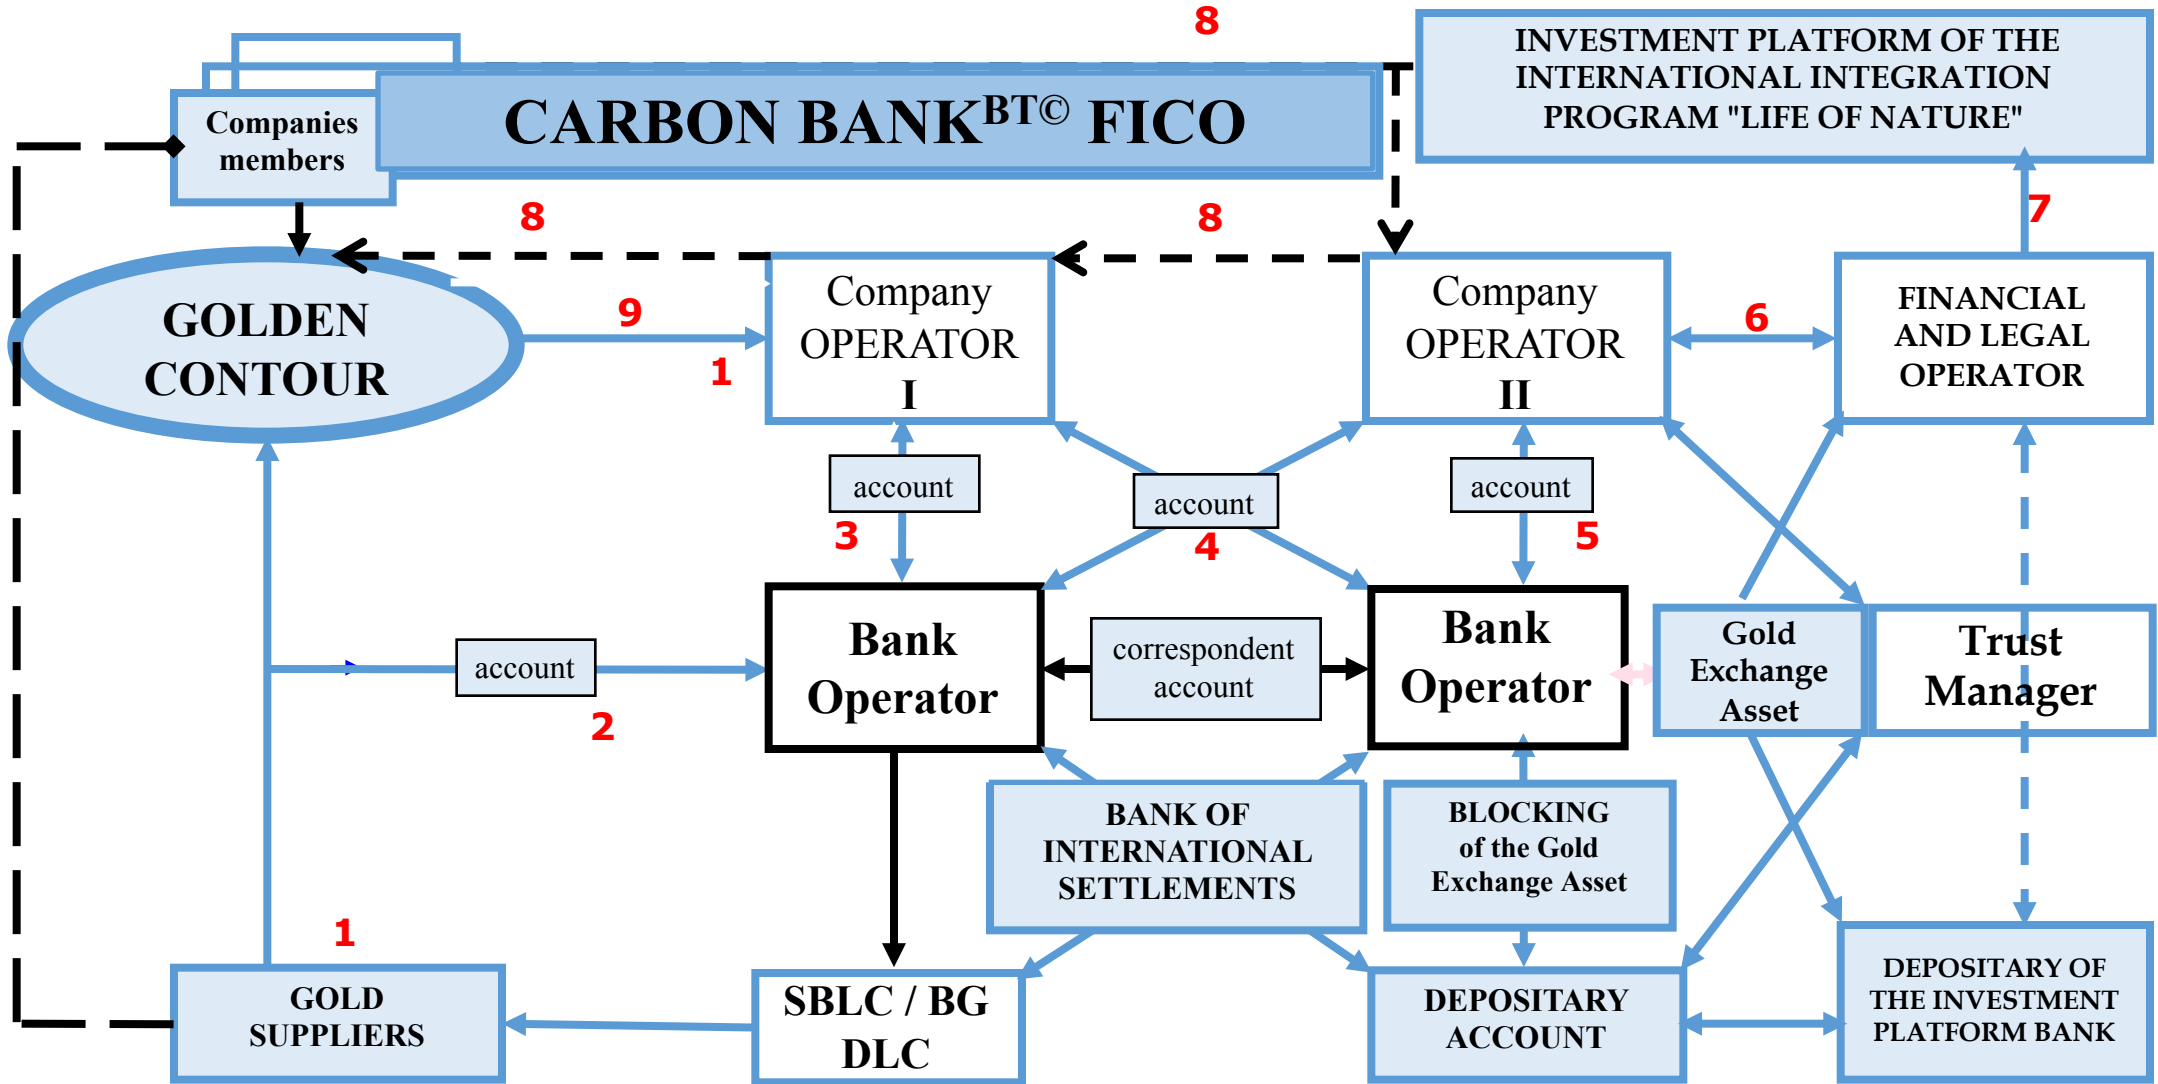 8
INVESTMENT PLATFORM OF THE
INTERNATIONAL INTEGRATION
PROGRAM "LIFE OF NATURE"
Companies
members
CARBON BANK^BT© FICO
8
8
7
GOLDEN
CONTOUR
9
1
Company
OPERATOR
I
Company
OPERATOR
II
6
FINANCIAL
AND LEGAL
OPERATOR
account
3
account
4
account
5
Bank
Operator
correspondent
account
Bank
Operator
Gold
Exchange
Asset
Trust
Manager
account
2
BANK OF
INTERNATIONAL
SETTLEMENTS
BLOCKING
of the Gold
Exchange Asset
1
GOLD
SUPPLIERS
SBLC / BG
DLC
DEPOSITARY
ACCOUNT
DEPOSITARY OF
THE INVESTMENT
PLATFORM BANK